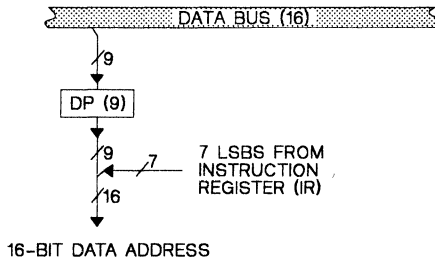 DATA BUS (16)
9
DP (9)
9
7
7 LSBS FROM
INSTRUCTION
REGISTER (IR)
16
16-BIT DATA ADDRESS